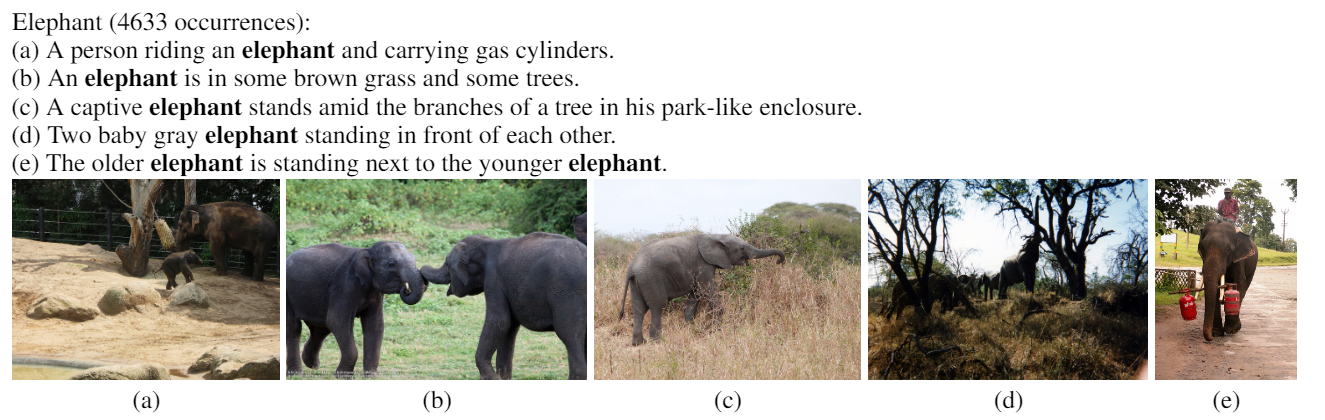 Elephant (4633 occurrences):
(a) A person riding an elephant and carrying gas cylinders.
(b) An elephant is in some brown grass and some trees.
(c) A captive elephant stands amid the branches of a tree in his park-like enclosure.
(d) Two baby gray elephant standing in front of each other.
(e) The older elephant is standing next to the younger elephant.
(a) (b) (c) (d) (e)